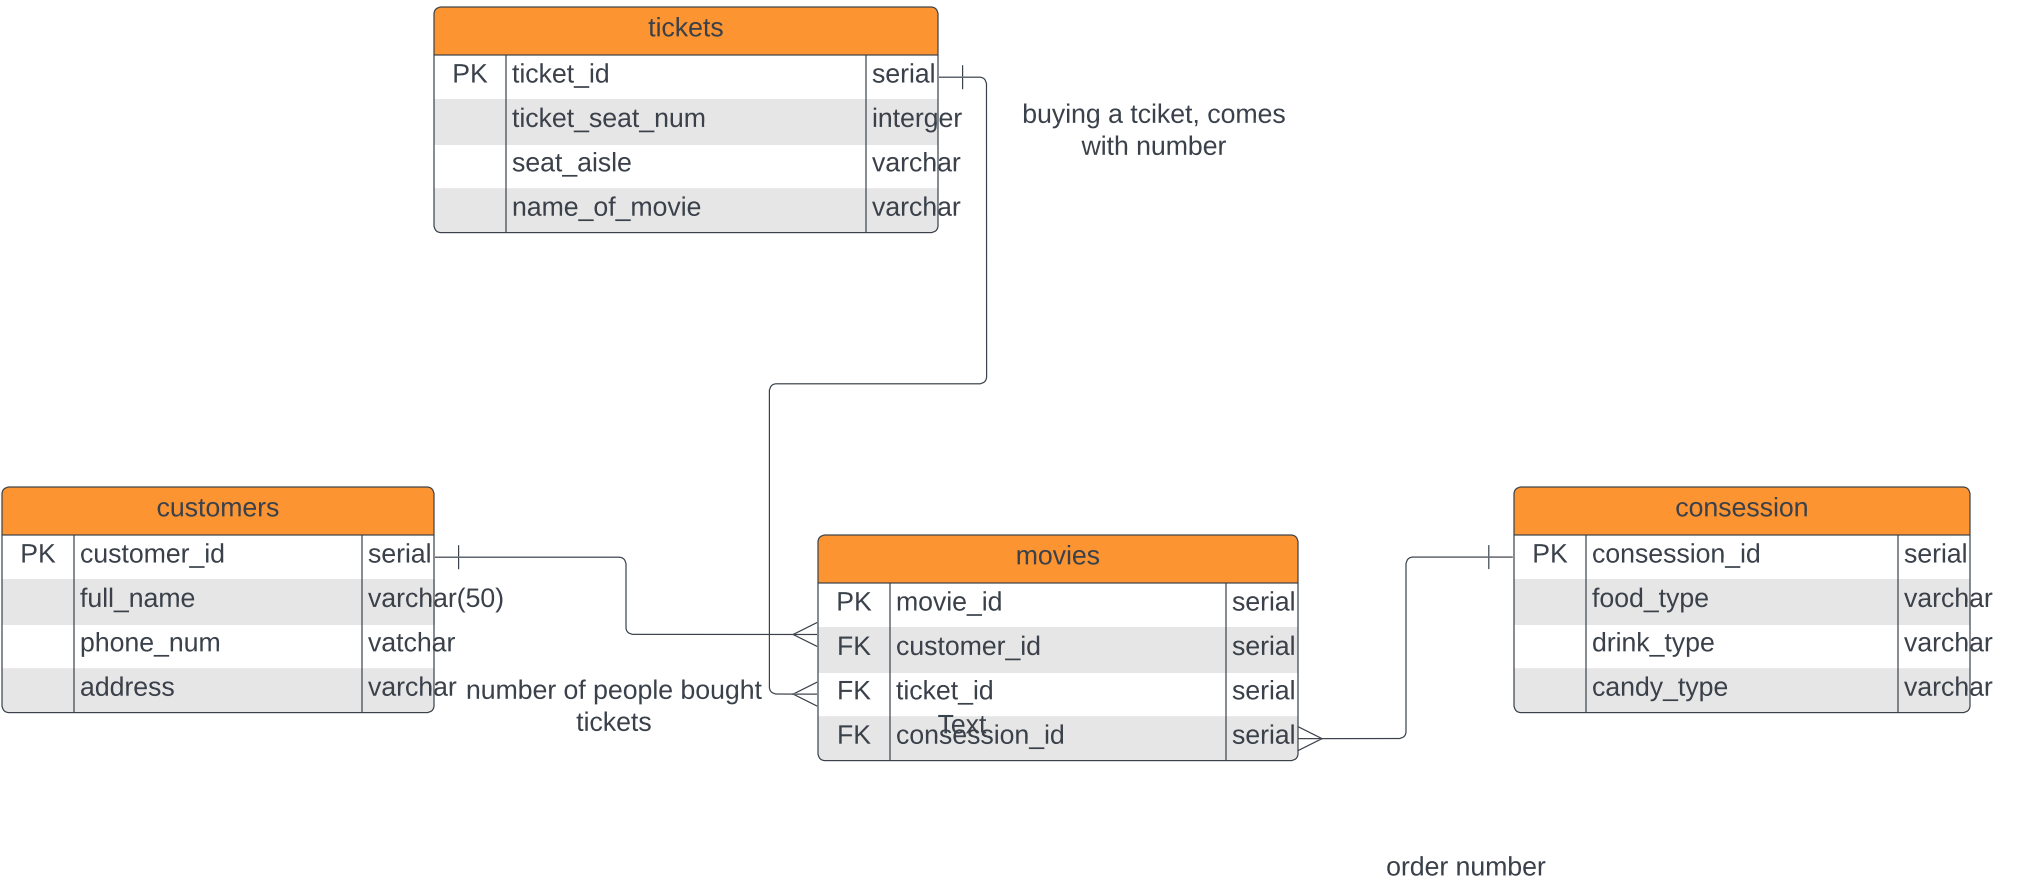 tickets
PK ticket_id serial
ticket_seat_num interger
seat_aisle varchar
name_of_movie varchar
buying a tciket, comes
with number
customers
PK customer_id serial
full_name varchar(50)
phone_num vatchar
address varchar
number of people bought
tickets
movies
PK movie_id serial
FK customer_id serial
FK ticket_id serial
Text
FK consession_id serial
consession
PK consession_id serial
food_type varchar
drink_type varchar
candy_type varchar
order number